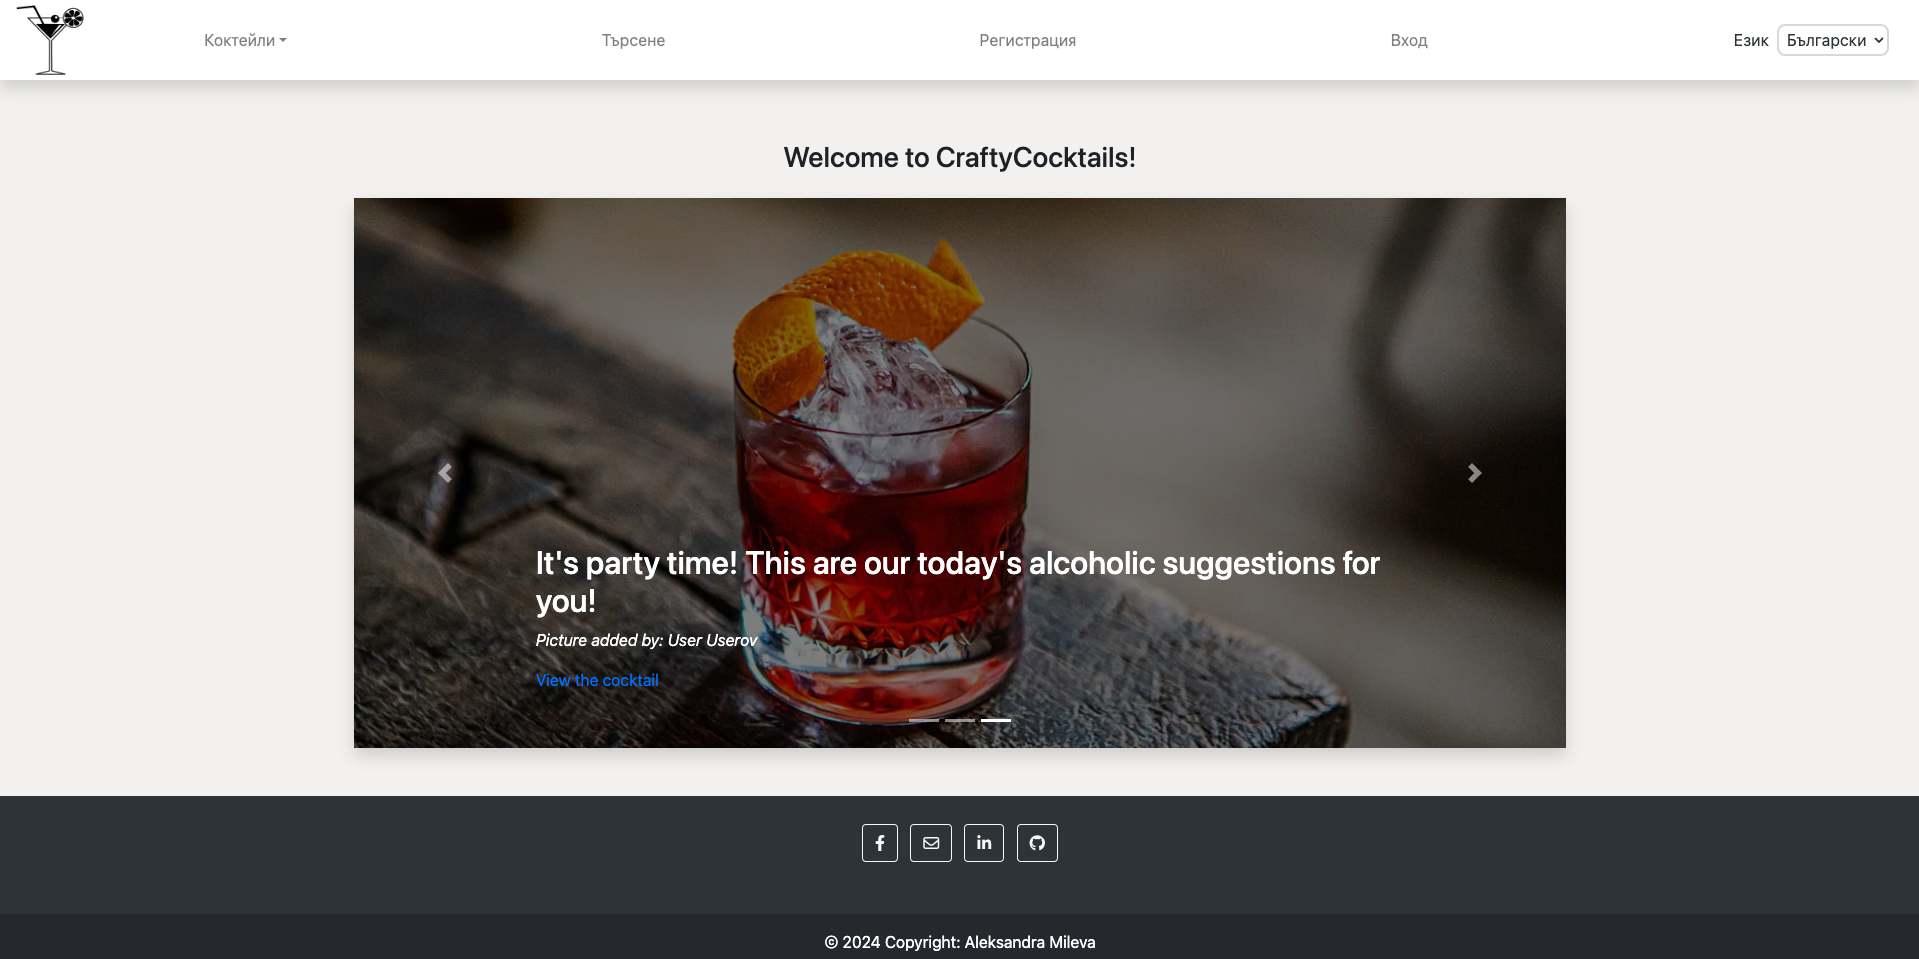 Коктейли
Търсене
Регистрация
Вход
Език
Български
Welcome to CraftyCocktails!
It's party time! This are our today's alcoholic suggestions for
you!
Picture added by: User Userov
View the cocktail
© 2024 Copyright: Aleksandra Mileva